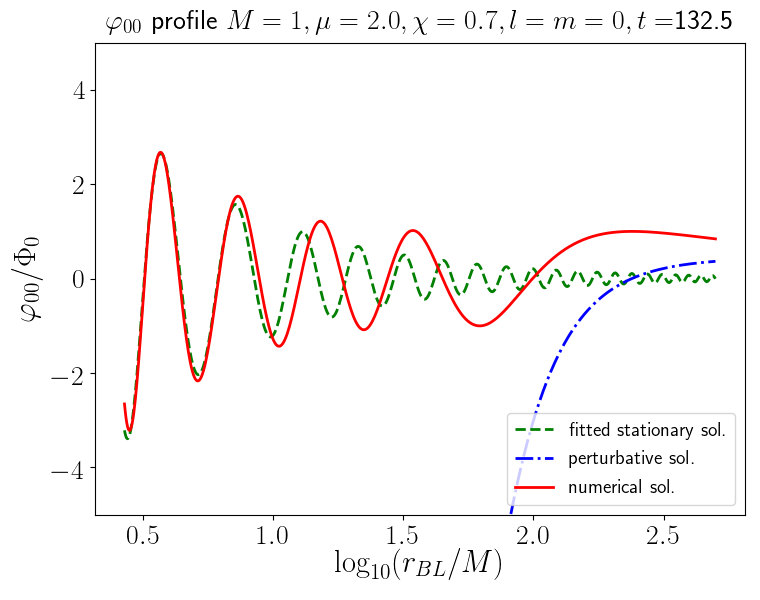 φ₀₀ profile M = 1, μ = 2.0, χ = 0.7, l = m = 0, t =132.5
φ₀₀/Φ₀
4
2
0
−2
−4
fitted stationary sol.
perturbative sol.
numerical sol.
0.5 1.0 1.5 2.0 2.5
log₁₀(r_BL/M)